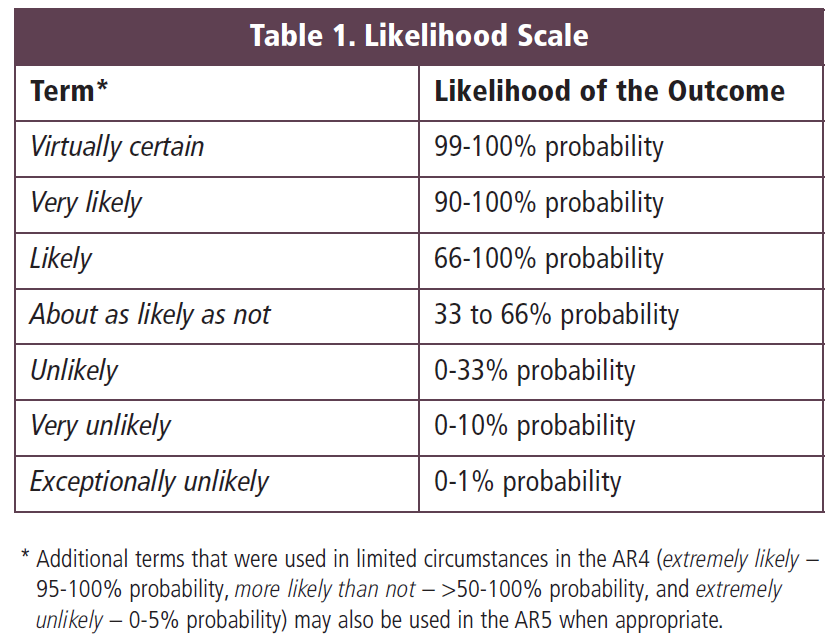 Table 1. Likelihood Scale
Term* Likelihood of the Outcome
Virtually certain 99-100% probability
Very likely 90-100% probability
Likely 66-100% probability
About as likely as not 33 to 66% probability
Unlikely 0-33% probability
Very unlikely 0-10% probability
Exceptionally unlikely 0-1% probability
* Additional terms that were used in limited circumstances in the AR4 (extremely likely –
95-100% probability, more likely than not – >50-100% probability, and extremely
unlikely – 0-5% probability) may also be used in the AR5 when appropriate.